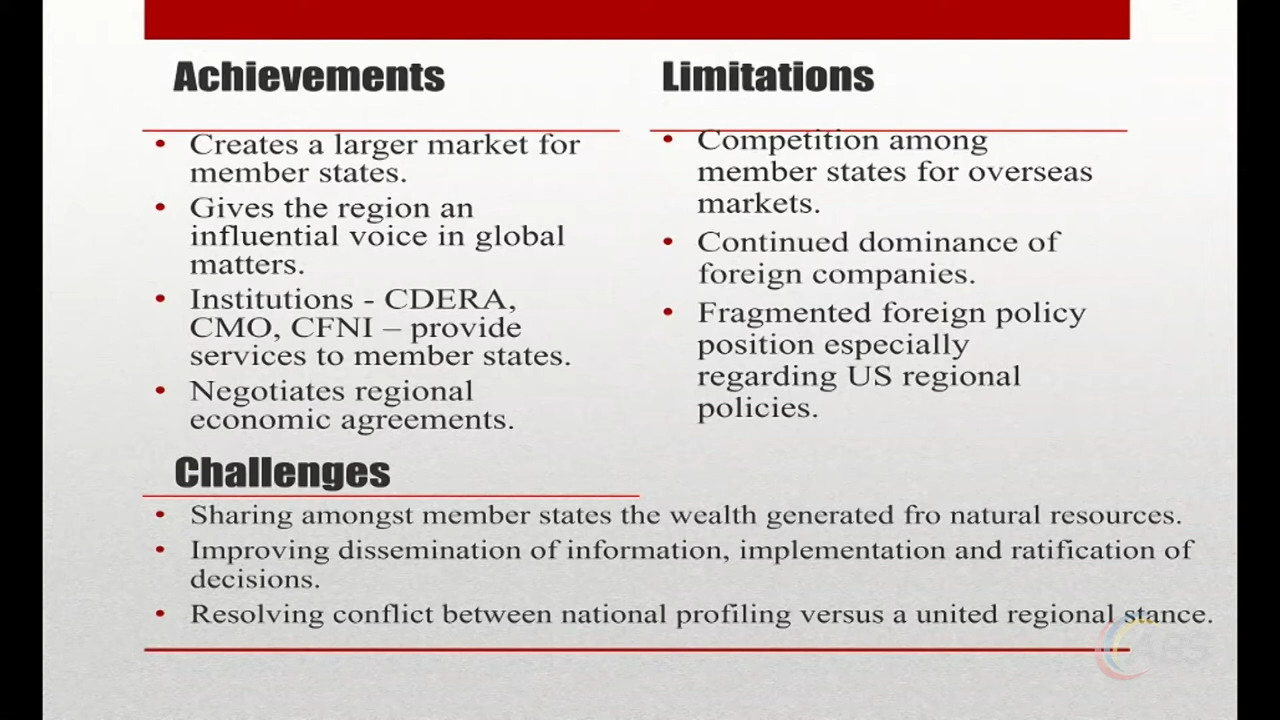 Achievements
• Creates a larger market for
member states.
• Gives the region an
influential voice in global
matters.
• Institutions - CDERA,
CMO, CFNI – provide
services to member states.
• Negotiates regional
economic agreements.
Limitations
• Competition among
member states for overseas
markets.
• Continued dominance of
foreign companies.
• Fragmented foreign policy
position especially
regarding US regional
policies.
Challenges
• Sharing amongst member states the wealth generated fro natural resources.
• Improving dissemination of information, implementation and ratification of
decisions.
• Resolving conflict between national profiling versus a united regional stance.
ABS